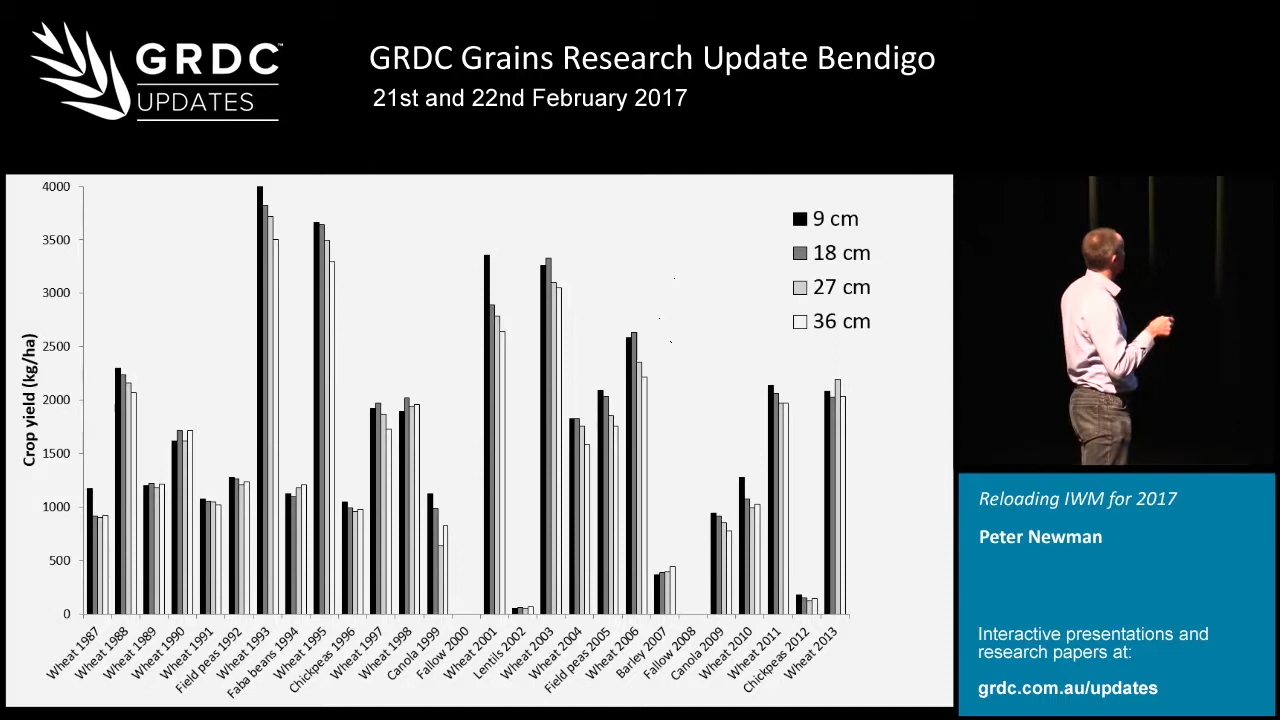 GRDC™
UPDATES
GRDC Grains Research Update Bendigo
21st and 22nd February 2017
Crop yield (kg/ha)
4000
3500
3000
2500
2000
1500
1000
500
0
9 cm
18 cm
27 cm
36 cm
Wheat 1987
Wheat 1988
Wheat 1989
Wheat 1990
Wheat 1991
Field peas 1992
Wheat 1993
Faba beans 1994
Wheat 1995
Chickpeas 1996
Wheat 1997
Wheat 1998
Canola 1999
Fallow 2000
Wheat 2001
Lentils 2002
Wheat 2003
Wheat 2004
Field peas 2005
Wheat 2006
Barley 2007
Fallow 2008
Canola 2009
Wheat 2010
Wheat 2011
Chickpeas 2012
Wheat 2013
Reloading IWM for 2017
Peter Newman
Interactive presentations and
research papers at:
grdc.com.au/updates